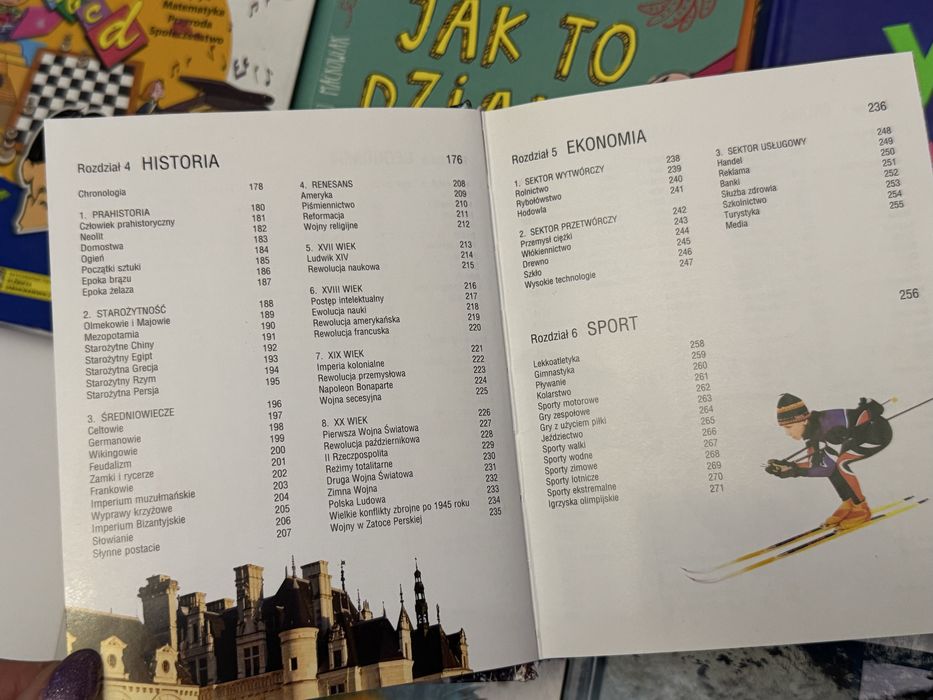 Matematyka
Przyroda
Społeczeństwo
JAK TO
Rozdział 4 HISTORIA 176
Chronologia 178
1. PRAHISTORIA 180
Człowiek prahistoryczny 181
Neolit 182
Domostwa 183
Ogień 184
Początki sztuki 185
Epoka brązu 186
Epoka żelaza 187
2. STAROŻYTNOŚĆ 188
Olmekowie i Majowie 189
Mezopotamia 190
Starożytne Chiny 191
Starożytny Egipt 192
Starożytna Grecja 193
Starożytny Rzym 194
Starożytna Persja 195
3. ŚREDNIOWIECZE 196
Celtowie 197
Germanowie 198
Wikingowie 199
Feudalizm 200
Zamki i rycerze 201
Frankowie 202
Imperium muzułmańskie 203
Wyprawy krzyżowe 204
Imperium Bizantyjskie 205
Słowianie 206
Słynne postacie 207
4. RENESANS 208
Ameryka 209
Piśmiennictwo 210
Reformacja 211
Wojny religijne 212
5. XVII WIEK 213
Ludwik XIV 214
Rewolucja naukowa 215
6. XVIII WIEK 216
Postęp intelektualny 217
Ewolucja nauki 218
Rewolucja amerykańska 219
Rewolucja francuska 220
7. XIX WIEK 221
Imperia kolonialne 222
Rewolucja przemysłowa 223
Napoleon Bonaparte 224
Wojna secesyjna 225
8. XX WIEK 226
Pierwsza Wojna Światowa 227
Rewolucja październikowa 228
II Rzeczpospolita 229
Reżimy totalitarne 230
Druga Wojna Światowa 231
Zimna Wojna 232
Polska Ludowa 233
Wielkie konflikty zbrojne po 1945 roku 234
Wojny w Zatoce Perskiej 235
Rozdział 5 EKONOMIA 236
1. SEKTOR WYTWÓRCZY 238
Rolnictwo 239
Rybołówstwo 240
Hodowla 241
2. SEKTOR PRZETWÓRCZY 242
Przemysł ciężki 243
Włókiennictwo 244
Drewno 245
Szkło 246
Wysokie technologie 247
3. SEKTOR USŁUGOWY 248
Handel 249
Reklama 250
Banki 251
Służba zdrowia 252
Szkolnictwo 253
Turystyka 254
Media 255
Rozdział 6 SPORT 256
Lekkoatletyka 258
Gimnastyka 259
Pływanie 260
Kolarstwo 261
Sporty motorowe 262
Gry zespołowe 263
Gry z użyciem piłki 264
Jeździectwo 265
Sporty walki 266
Sporty wodne 267
Sporty zimowe 268
Sporty lotnicze 269
Sporty ekstremalne 270
Igrzyska olimpijskie 271